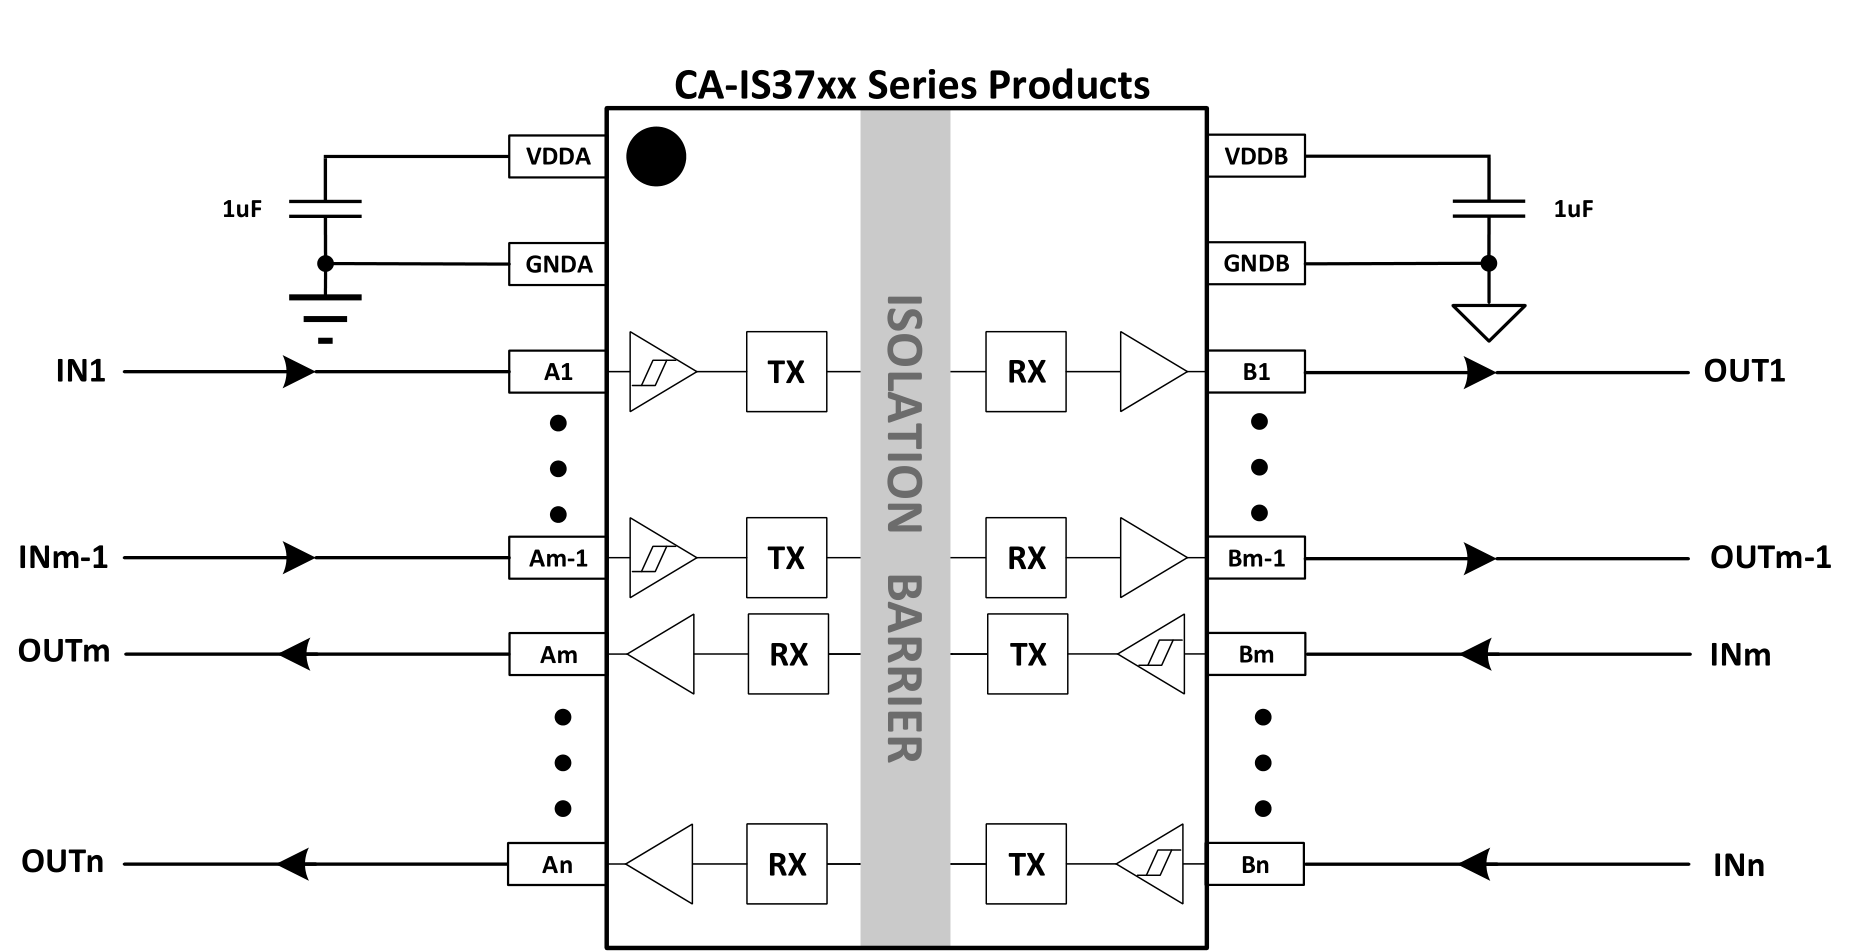 CA-IS37xx Series Products
VDDA
VDDB
1uF
1uF
GNDA
GNDB
ISOLATION BARRIER
IN1
A1
TX
RX
B1
OUT1
INm-1
Am-1
TX
RX
Bm-1
OUTm-1
OUTm
Am
RX
TX
Bm
INm
OUTn
An
RX
TX
Bn
INn